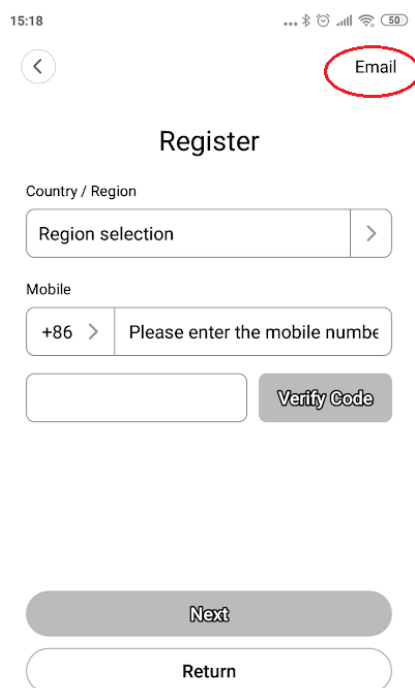 15:18
50
Email
Register
Country / Region
Region selection
Mobile
+86 Please enter the mobile numbe
Verify Code
Next
Return